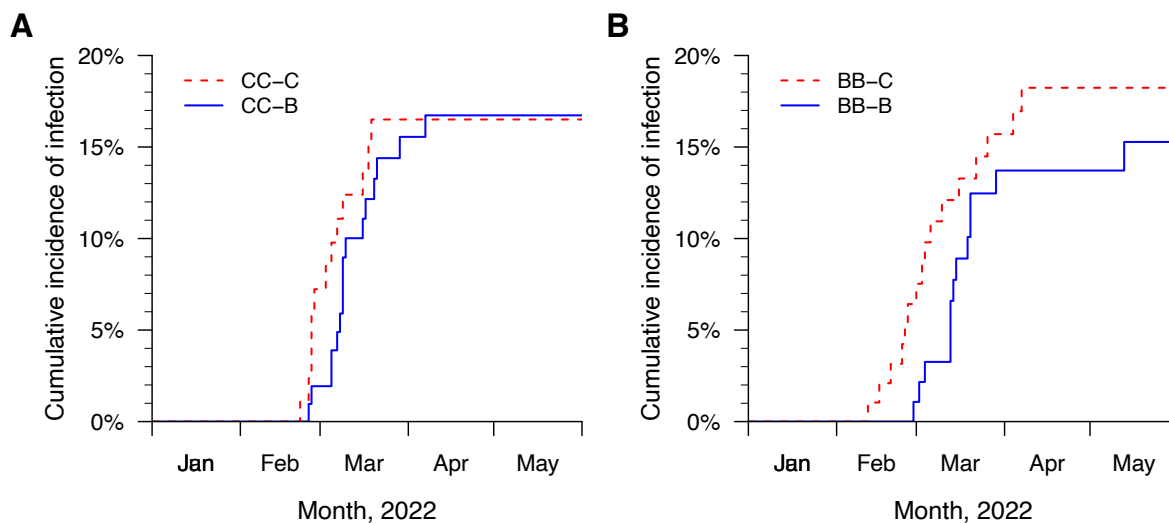 A
Cumulative incidence of infection
20%
15%
10%
5%
0%
CC−C
CC−B
Jan Feb Mar Apr May
Month, 2022
B
Cumulative incidence of infection
20%
15%
10%
5%
0%
BB−C
BB−B
Jan Feb Mar Apr May
Month, 2022